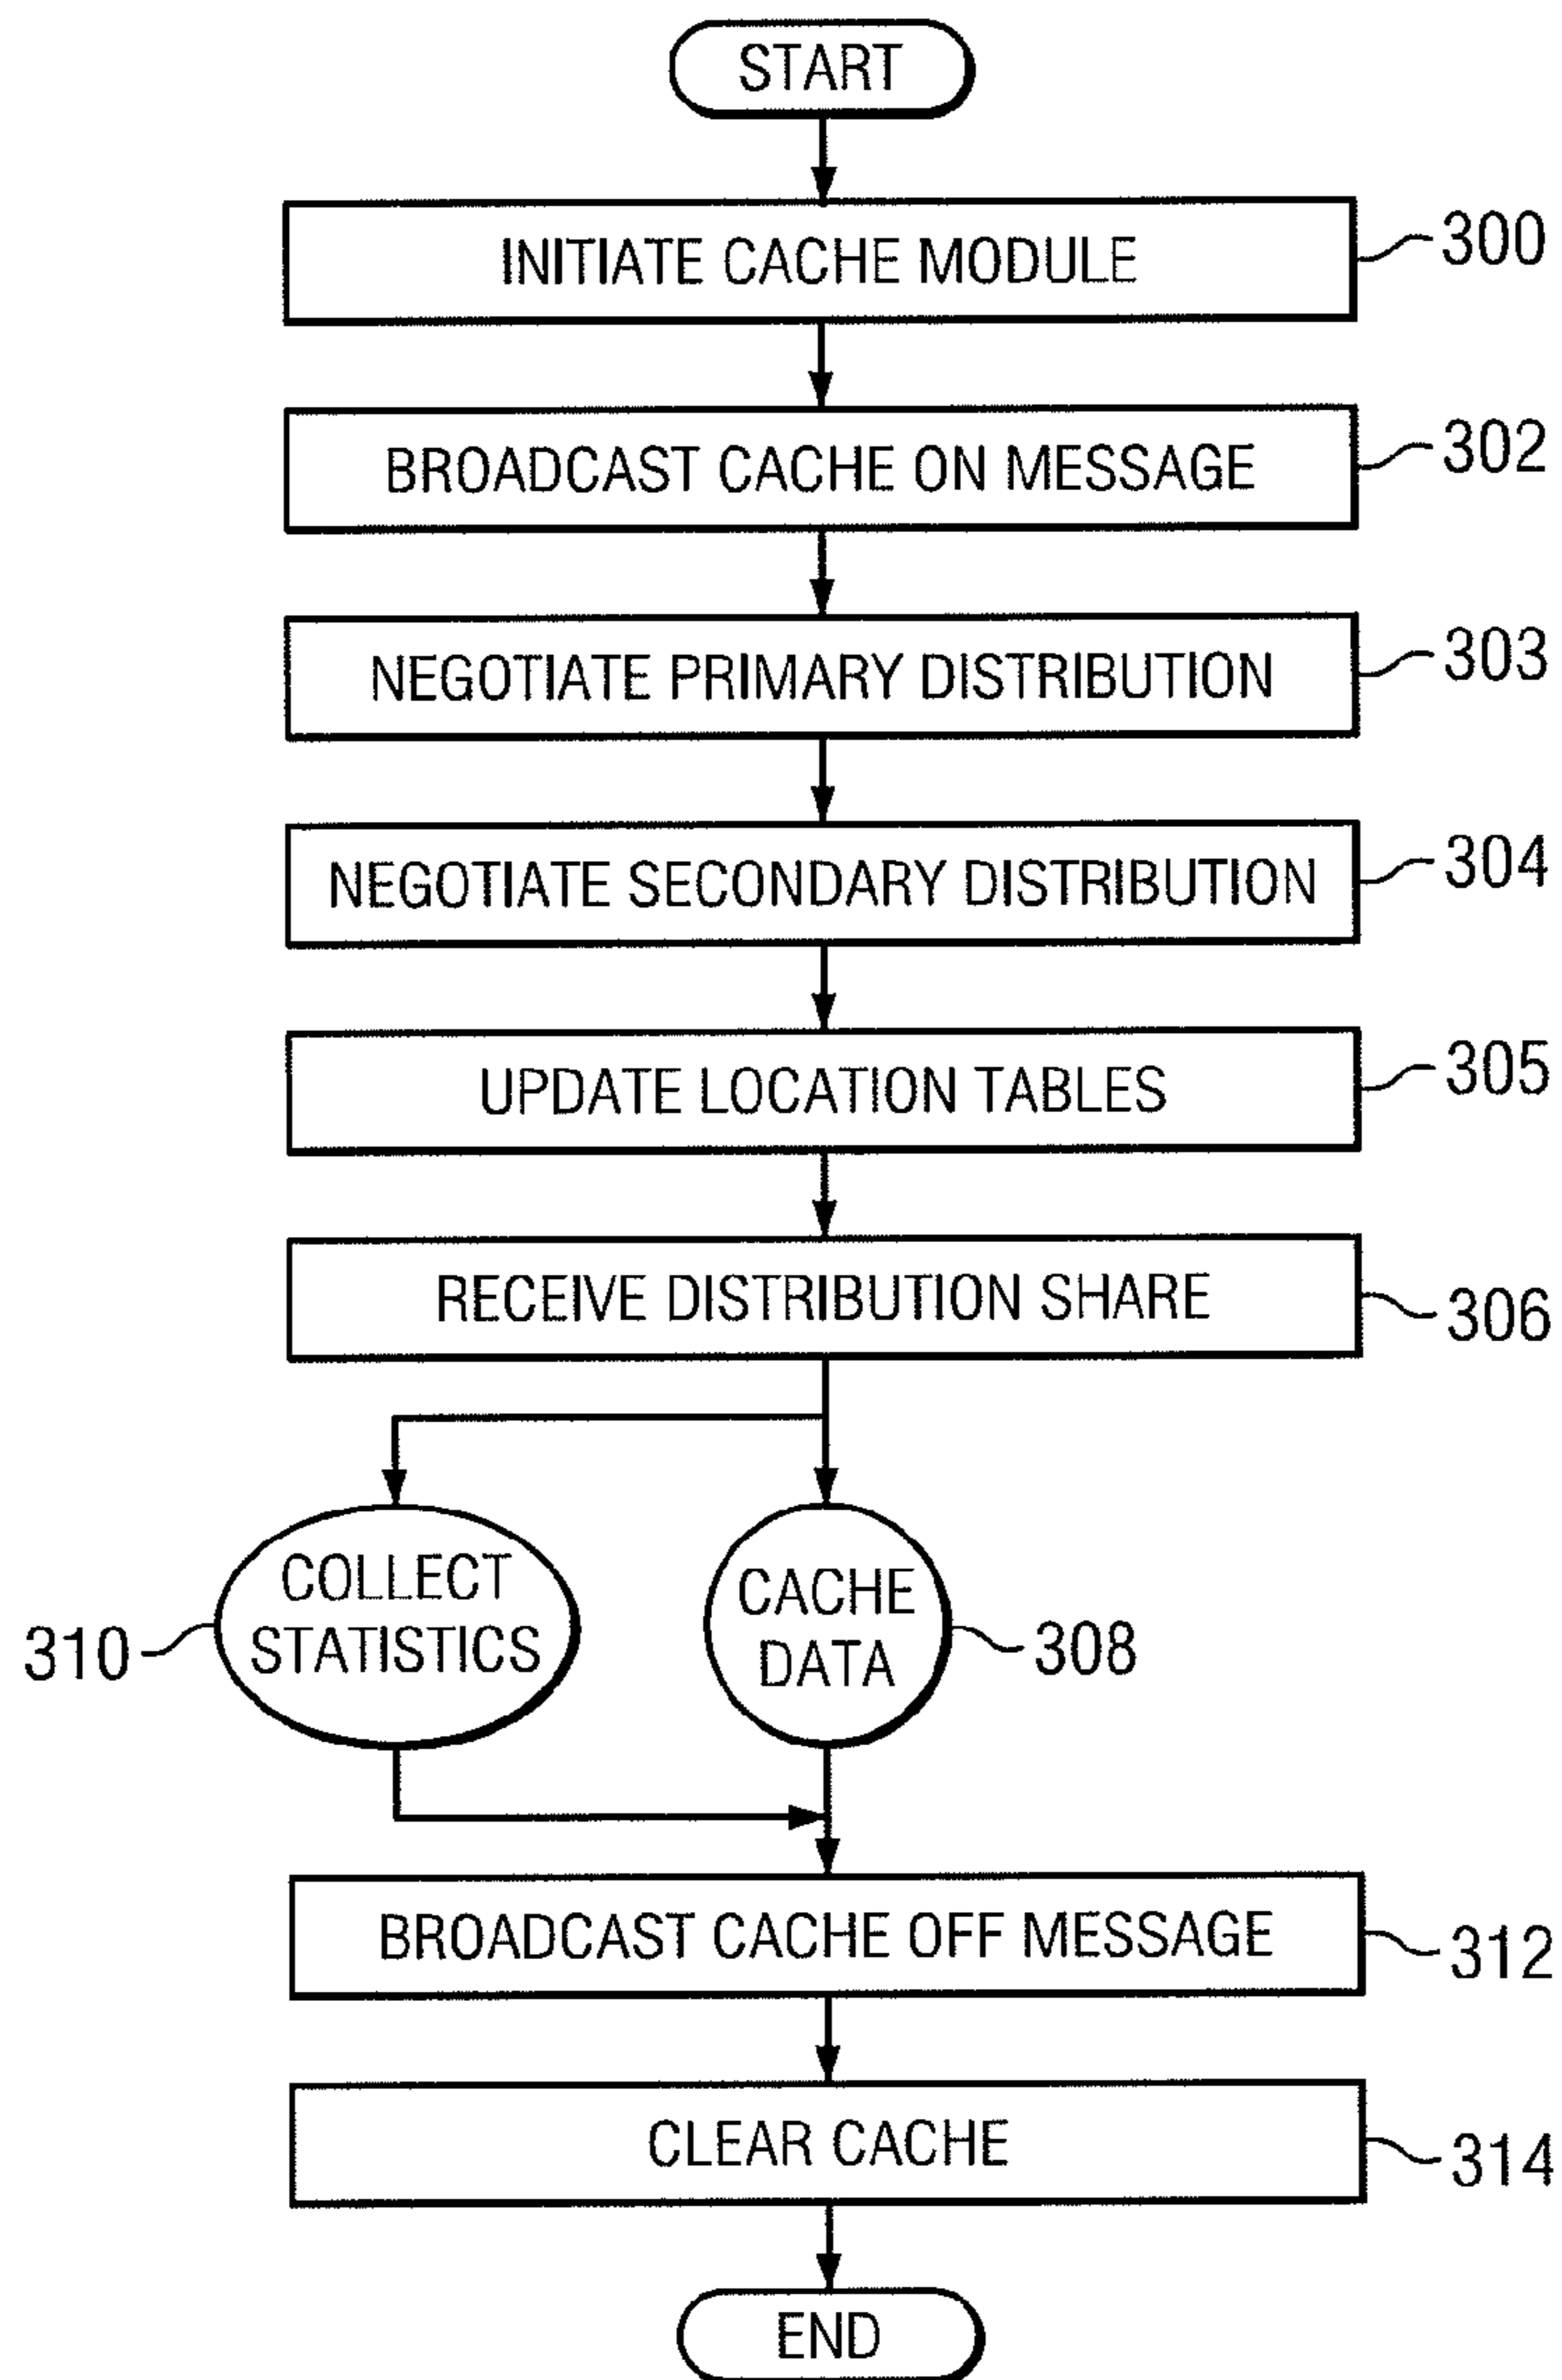 START
INITIATE CACHE MODULE
300
BROADCAST CACHE ON MESSAGE
302
NEGOTIATE PRIMARY DISTRIBUTION
303
NEGOTIATE SECONDARY DISTRIBUTION
304
UPDATE LOCATION TABLES
305
RECEIVE DISTRIBUTION SHARE
306
COLLECT
STATISTICS
310
CACHE
DATA
308
BROADCAST CACHE OFF MESSAGE
312
CLEAR CACHE
314
END